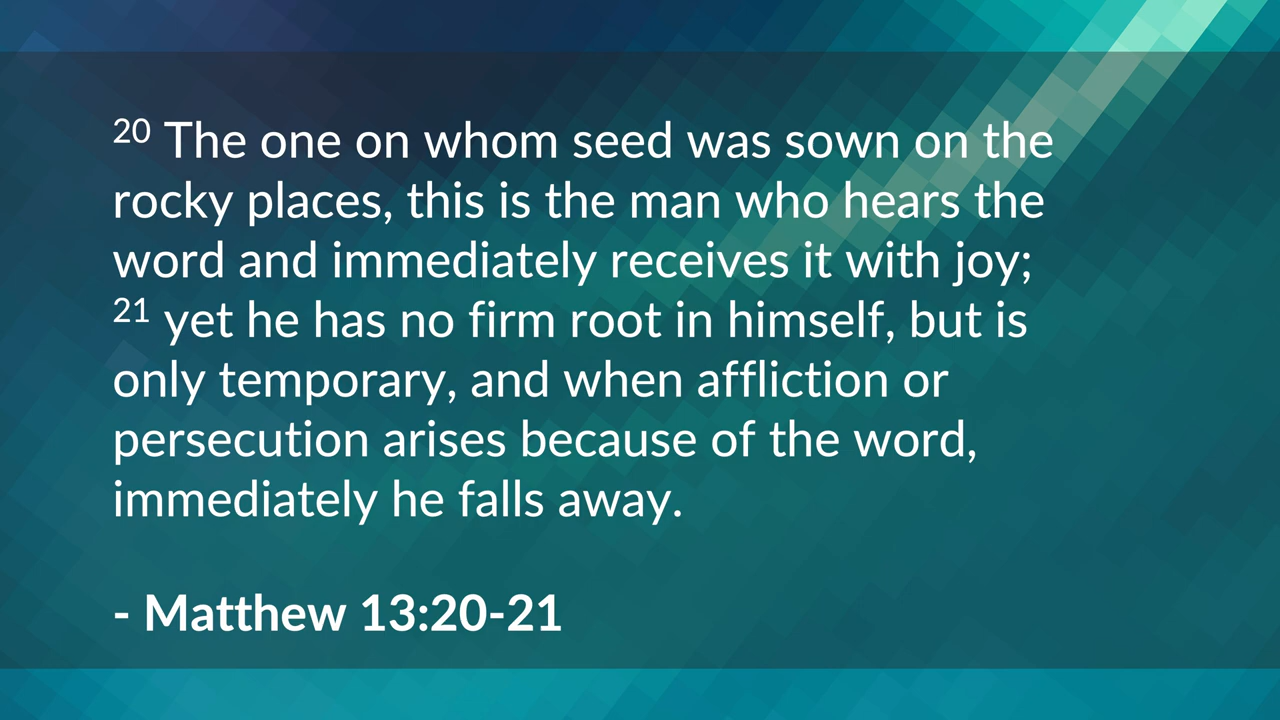 20 The one on whom seed was sown on the
rocky places, this is the man who hears the
word and immediately receives it with joy;
21 yet he has no firm root in himself, but is
only temporary, and when affliction or
persecution arises because of the word,
immediately he falls away.
- Matthew 13:20-21